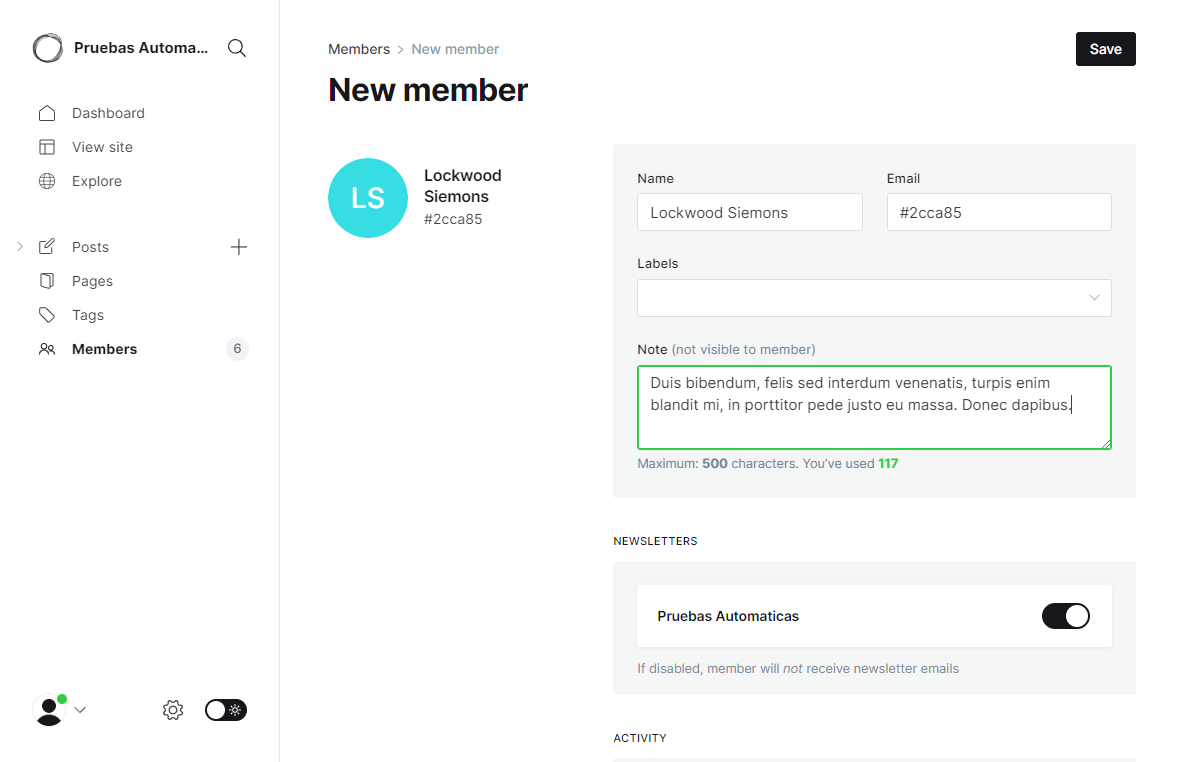 Pruebas Automa...
Dashboard
View site
Explore
Posts
Pages
Tags
Members
6
Members > New member
Save
New member
LS
Lockwood
Siemons
#2cca85
Name
Email
Lockwood Siemons
#2cca85
Labels
Note (not visible to member)
Duis bibendum, felis sed interdum venenatis, turpis enim
blandit mi, in porttitor pede justo eu massa. Donec dapibus.
Maximum: 500 characters. You’ve used 117
NEWSLETTERS
Pruebas Automaticas
If disabled, member will not receive newsletter emails
ACTIVITY